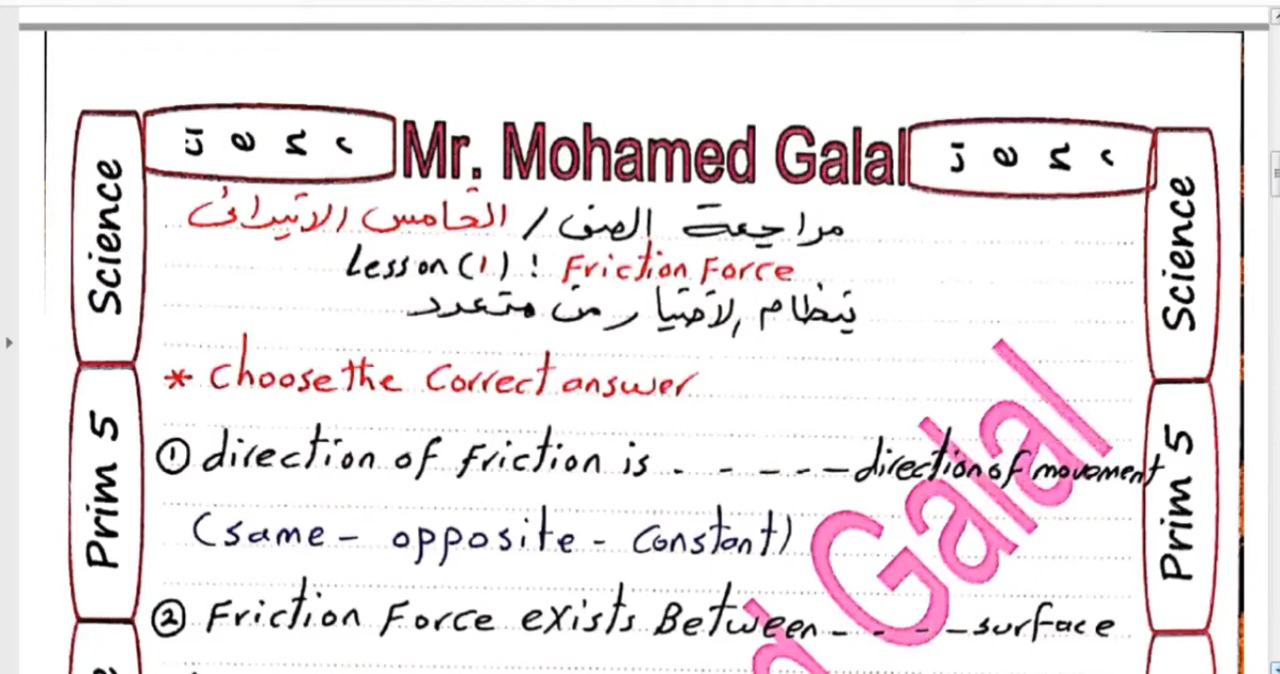 Mr. Mohamed Galal
مراجعة الصف / الخامس الابتدائى
Lesson (1) : Friction Force
بنظام الاختيار من متعدد
* Choose the Correct answer
① direction of friction is . - - - - direction of movement
(same - opposite - Constant)
② Friction Force exists Between - - - - surface
Science
Prim 5
Science
Prim 5
Galal